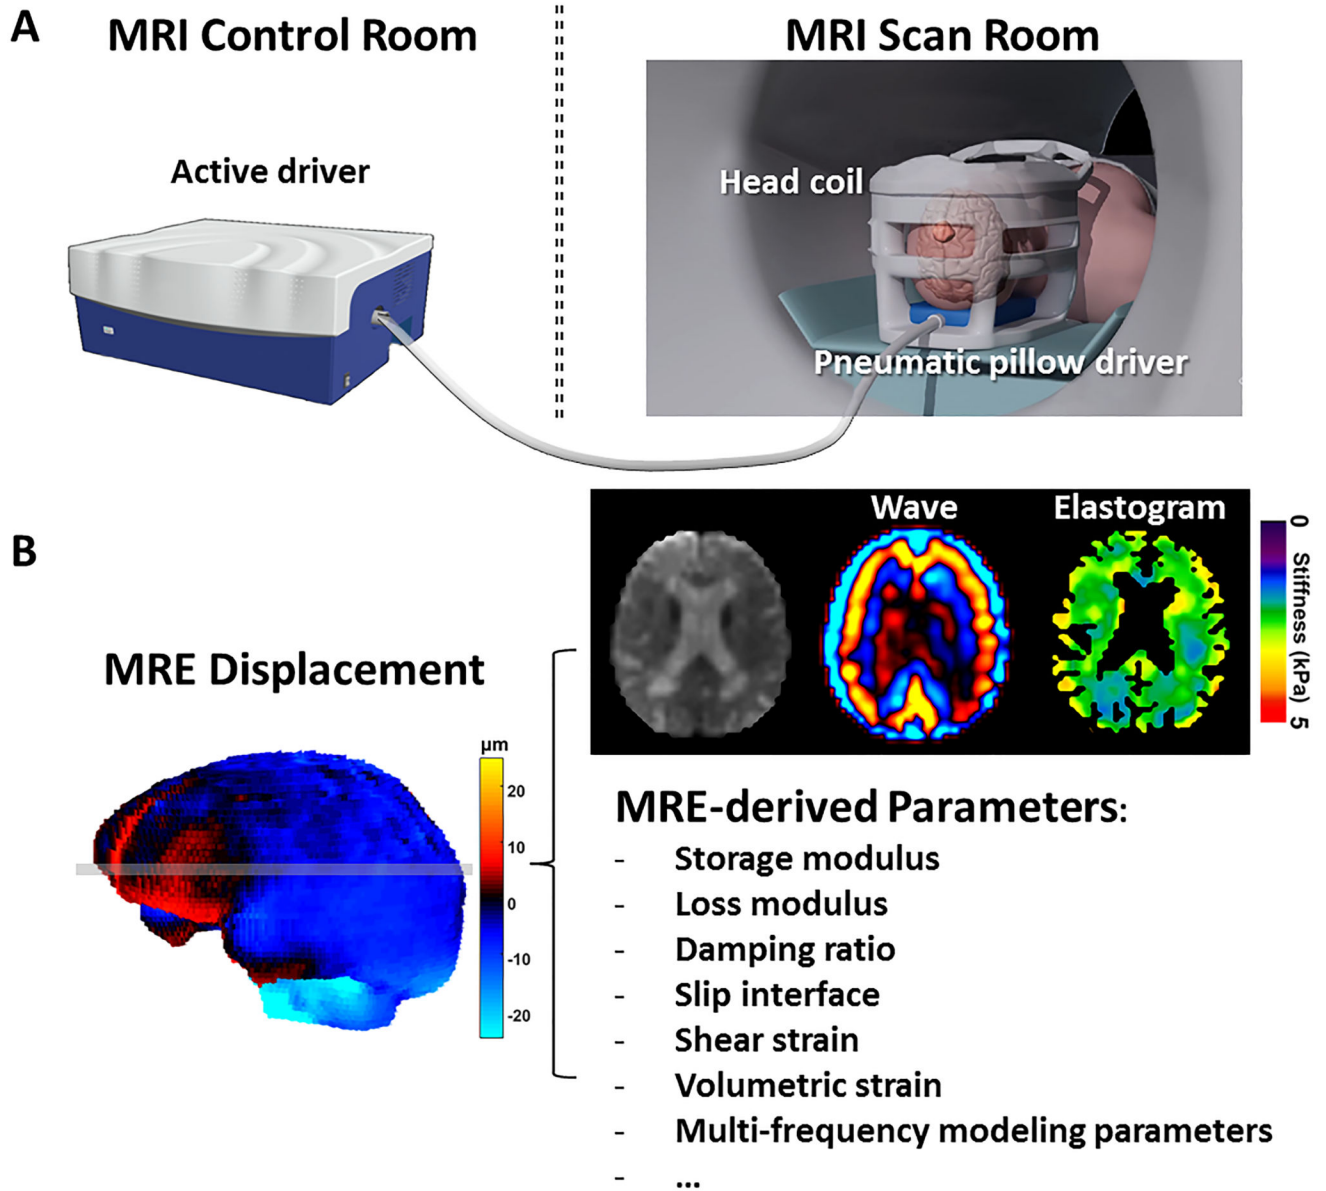 A
MRI Control Room
MRI Scan Room
Active driver
Head coil
Pneumatic pillow driver
B
MRE Displacement
µm
20
10
0
-10
-20
Wave
Elastogram
0
Stiffness (kPa)
5
MRE-derived Parameters:
- Storage modulus
- Loss modulus
- Damping ratio
- Slip interface
- Shear strain
- Volumetric strain
- Multi-frequency modeling parameters
- ...